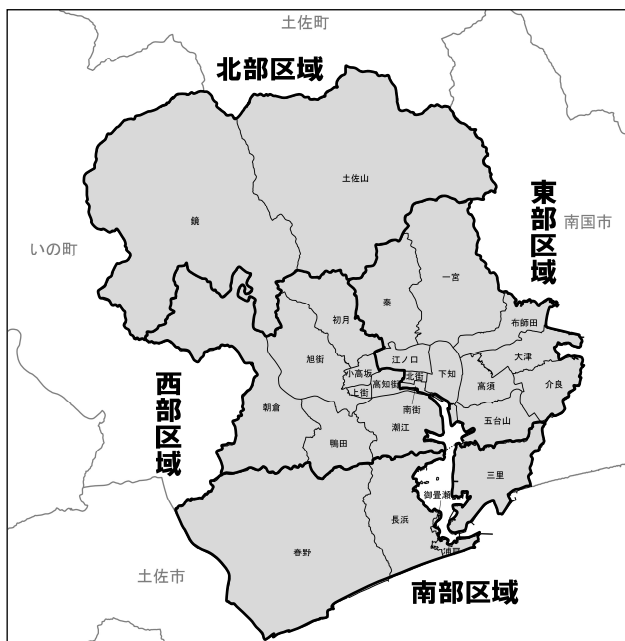 土佐町
北部区域
土佐山
東部区域
鏡
南国市
いの町
一宮
秦
初月
布師田
江ノ口
大津
旭街
下知
小高坂
北街
高知街
高須
介良
上街
西部区域
朝倉
南街
潮江
五台山
鴨田
三里
御畳瀬
長浜
春野
土佐市
南部区域